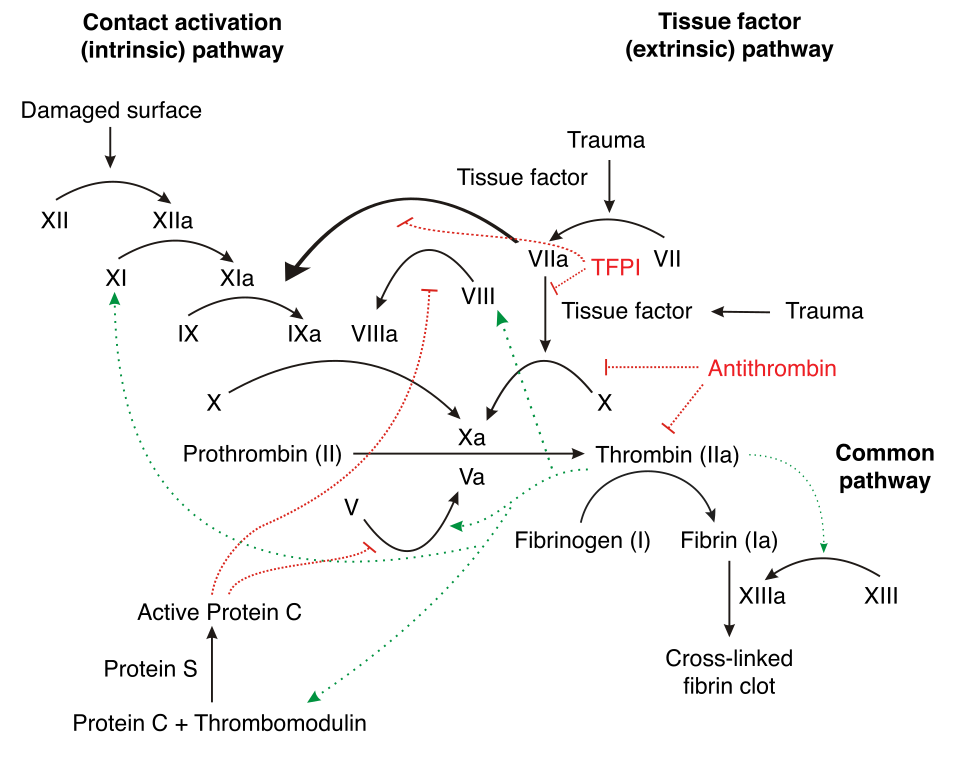 Contact activation
(intrinsic) pathway
Tissue factor
(extrinsic) pathway
Damaged surface
Trauma
Tissue factor
XII
XIIa
VIIa
VII
TFPI
XI
XIa
VIII
Tissue factor
Trauma
IX
IXa
VIIIa
Antithrombin
X
X
Xa
Prothrombin (II)
Thrombin (IIa)
Common
pathway
Va
V
Fibrinogen (I)
Fibrin (Ia)
XIIIa
XIII
Active Protein C
Protein S
Cross-linked
fibrin clot
Protein C + Thrombomodulin